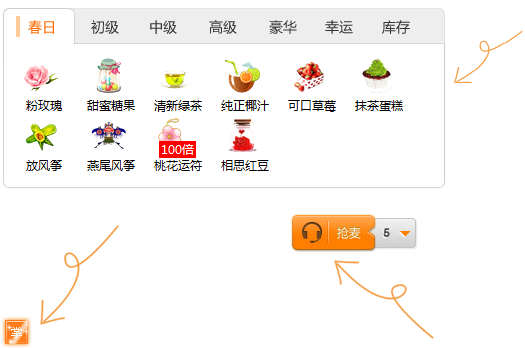 春日 初级 中级 高级 豪华 幸运 库存
粉玫瑰 甜蜜糖果 清新绿茶 纯正椰汁 可口草莓 抹茶蛋糕
100倍
放风筝 燕尾风筝 桃花运符 相思红豆
抢麦 5